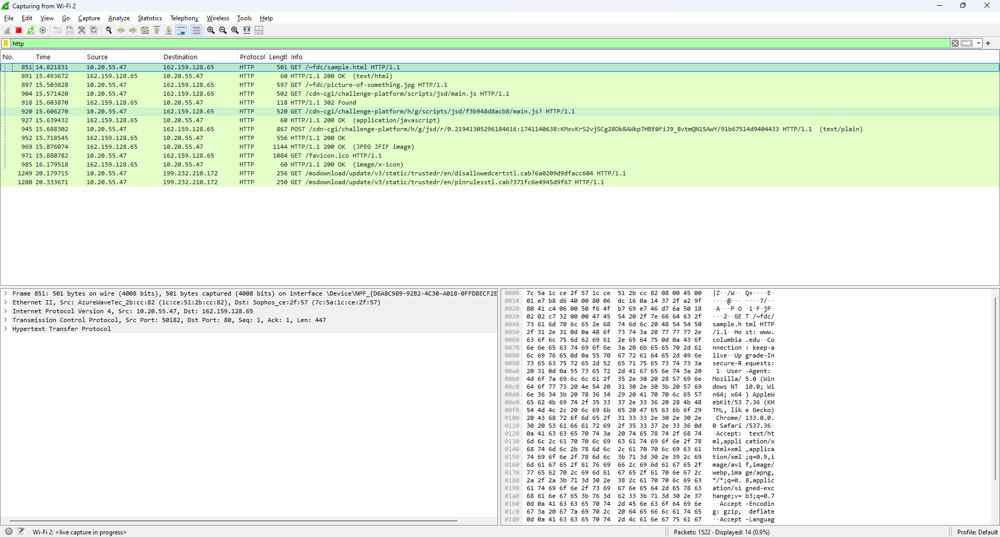 Capturing from Wi-Fi 2
File Edit View Go Capture Analyze Statistics Telephony Wireless Tools Help
http
No. Time Source Destination Protocol Lengtl Info
851 14.821831 10.20.55.47 162.159.128.65 HTTP 501 GET /~fdc/sample.html HTTP/1.1
891 15.493672 162.159.128.65 10.20.55.47 HTTP 60 HTTP/1.1 200 OK (text/html)
897 15.503828 10.20.55.47 162.159.128.65 HTTP 597 GET /~fdc/picture-of-something.jpg HTTP/1.1
904 15.571420 10.20.55.47 162.159.128.65 HTTP 502 GET /cdn-cgi/challenge-platform/scripts/jsd/main.js HTTP/1.1
918 15.603870 162.159.128.65 10.20.55.47 HTTP 118 HTTP/1.1 302 Found
920 15.606270 10.20.55.47 162.159.128.65 HTTP 520 GET /cdn-cgi/challenge-platform/h/g/scripts/jsd/f3b948d8acb8/main.js? HTTP/1.1
927 15.639432 162.159.128.65 10.20.55.47 HTTP 60 HTTP/1.1 200 OK (application/javascript)
945 15.688302 10.20.55.47 162.159.128.65 HTTP 867 POST /cdn-cgi/challenge-platform/h/g/jsd/r/0.21941305296184616:1741140638:KMxvKrS2vjSCg28Ok8AWkp7HBE0FiJ9_8vtmQN15AwY/91b67514d9404433 HTTP/1.1 (text/plain)
952 15.718545 162.159.128.65 10.20.55.47 HTTP 556 HTTP/1.1 200 OK
969 15.876074 162.159.128.65 10.20.55.47 HTTP 1144 HTTP/1.1 200 OK (JPEG JFIF image)
971 15.880782 10.20.55.47 162.159.128.65 HTTP 1084 GET /favicon.ico HTTP/1.1
985 16.179518 162.159.128.65 10.20.55.47 HTTP 60 HTTP/1.1 200 OK (image/x-icon)
1249 20.179715 10.20.55.47 199.232.210.172 HTTP 256 GET /msdownload/update/v3/static/trustedr/en/disallowedcertstl.cab?6a0209d9dfacc604 HTTP/1.1
1280 20.333671 10.20.55.47 199.232.210.172 HTTP 250 GET /msdownload/update/v3/static/trustedr/en/pinrulesstl.cab?371fc6e4945d9f67 HTTP/1.1
Frame 851: 501 bytes on wire (4008 bits), 501 bytes captured (4008 bits) on interface \Device\NPF_{D6A8C989-92B2-4C30-A018-0FFD8ECF2E
Ethernet II, Src: AzureWaveTec_2b:cc:82 (1c:ce:51:2b:cc:82), Dst: Sophos_ce:2f:57 (7c:5a:1c:ce:2f:57)
Internet Protocol Version 4, Src: 10.20.55.47, Dst: 162.159.128.65
Transmission Control Protocol, Src Port: 50182, Dst Port: 80, Seq: 1, Ack: 1, Len: 447
Hypertext Transfer Protocol
0000 7c 5a 1c ce 2f 57 1c ce 51 2b cc 82 08 00 45 00 |Z··/W·· Q+····E·
0010 01 e7 b8 d6 40 00 80 06 dc 16 0a 14 37 2f a2 9f ····@··· ····7/··
0020 80 41 c4 06 00 50 f6 4f b7 69 e7 46 d7 6a 50 18 ·A···P·O ·i·F·jP·
0030 02 02 c7 32 00 00 47 45 54 20 2f 7e 66 64 63 2f ···2··GE T /~fdc/
0040 73 61 6d 70 6c 65 2e 68 74 6d 6c 20 48 54 54 50 sample.h tml HTTP
0050 2f 31 2e 31 0d 0a 48 6f 73 74 3a 20 77 77 77 2e /1.1··Ho st: www.
0060 63 6f 6c 75 6d 62 69 61 2e 65 64 75 0d 0a 43 6f columbia .edu··Co
0070 6e 6e 65 63 74 69 6f 6e 3a 20 6b 65 65 70 2d 61 nnection : keep-a
0080 6c 69 76 65 0d 0a 55 70 67 72 61 64 65 2d 49 6e live··Up grade-In
0090 73 65 63 75 72 65 2d 52 65 71 75 65 73 74 73 3a secure-R equests:
00a0 20 31 0d 0a 55 73 65 72 2d 41 67 65 6e 74 3a 20 1··User -Agent:
00b0 4d 6f 7a 69 6c 6c 61 2f 35 2e 30 20 28 57 69 6e Mozilla/ 5.0 (Win
00c0 64 6f 77 73 20 4e 54 20 31 30 2e 30 3b 20 57 69 dows NT 10.0; Wi
00d0 6e 36 34 3b 20 78 36 34 29 20 41 70 70 6c 65 57 n64; x64 ) AppleW
00e0 65 62 4b 69 74 2f 35 33 37 2e 33 36 20 28 4b 48 ebKit/53 7.36 (KH
00f0 54 4d 4c 2c 20 6c 69 6b 65 20 47 65 63 6b 6f 29 TML, lik e Gecko)
0100 20 43 68 72 6f 6d 65 2f 31 33 33 2e 30 2e 30 2e Chrome/ 133.0.0.
0110 30 20 53 61 66 61 72 69 2f 35 33 37 2e 33 36 0d 0 Safari /537.36·
0120 0a 41 63 63 65 70 74 3a 20 74 65 78 74 2f 68 74 ·Accept: text/ht
0130 6d 6c 2c 61 70 70 6c 69 63 61 74 69 6f 6e 2f 78 ml,appli cation/x
0140 68 74 6d 6c 2b 78 6d 6c 2c 61 70 70 6c 69 63 61 html+xml ,applica
0150 74 69 6f 6e 2f 78 6d 6c 3b 71 3d 30 2e 39 2c 69 tion/xml ;q=0.9,i
0160 6d 61 67 65 2f 61 76 69 66 2c 69 6d 61 67 65 2f mage/avi f,image/
0170 77 65 62 70 2c 69 6d 61 67 65 2f 61 70 6e 67 2c webp,ima ge/apng,
0180 2a 2f 2a 3b 71 3d 30 2e 38 2c 61 70 70 6c 69 63 */*;q=0. 8,applic
0190 61 74 69 6f 6e 2f 73 69 67 6e 65 64 2d 65 78 63 ation/si gned-exc
01a0 68 61 6e 67 65 3b 76 3d 62 33 3b 71 3d 30 2e 37 hange;v= b3;q=0.7
01b0 0d 0a 41 63 63 65 70 74 2d 45 6e 63 6f 64 69 6e ··Accept -Encodin
01c0 67 3a 20 67 7a 69 70 2c 20 64 65 66 6c 61 74 65 g: gzip, deflate
01d0 0d 0a 41 63 63 65 70 74 2d 4c 61 6e 67 75 61 67 ··Accept -Languag
Wi-Fi 2: <live capture in progress>
Packets: 1522 · Displayed: 14 (0.9%)
Profile: Default